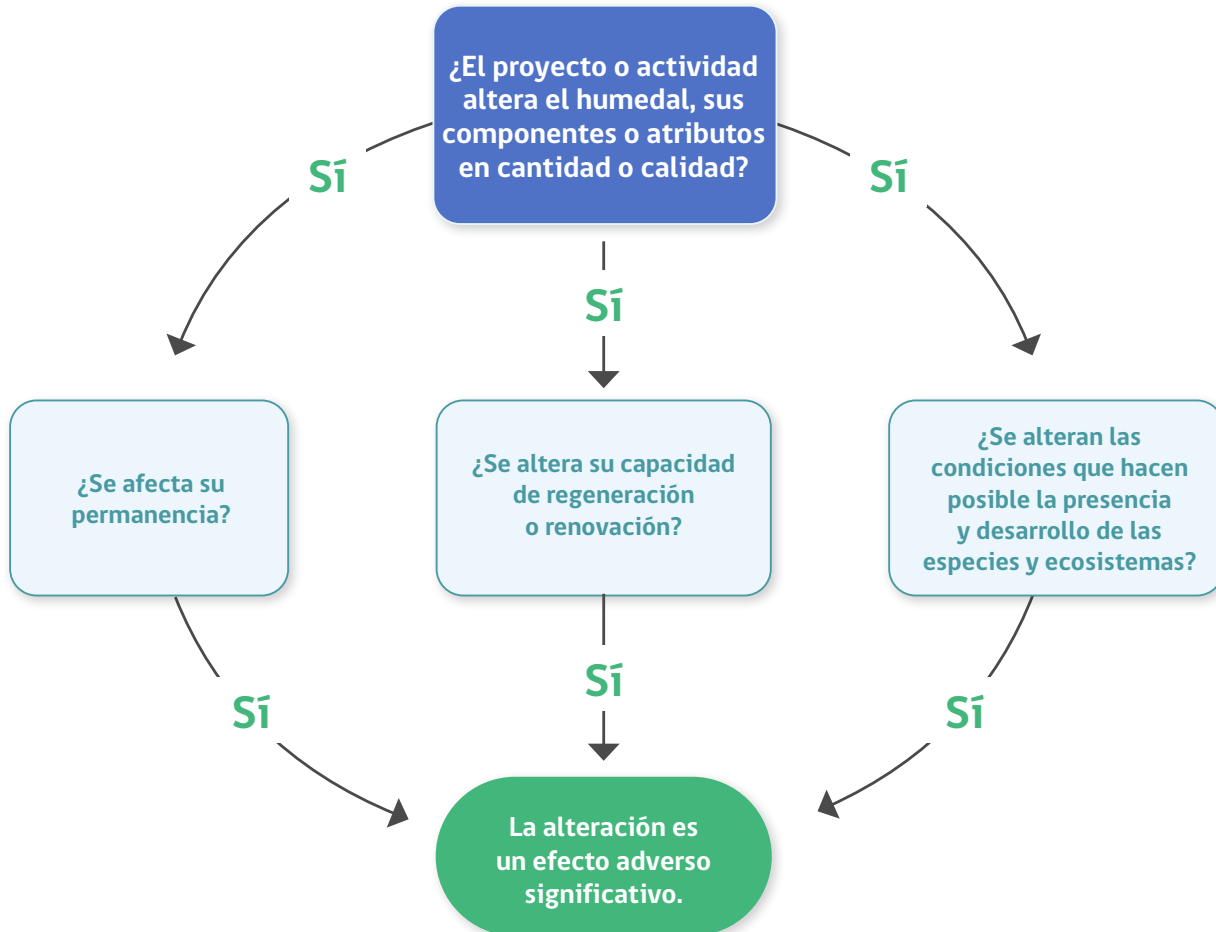 ¿El proyecto o actividad
altera el humedal, sus
componentes o atributos
en cantidad o calidad?
Sí
Sí
Sí
¿Se afecta su
permanencia?
¿Se altera su capacidad
de regeneración
o renovación?
¿Se alteran las
condiciones que hacen
posible la presencia
y desarrollo de las
especies y ecosistemas?
Sí
Sí
Sí
La alteración es
un efecto adverso
significativo.